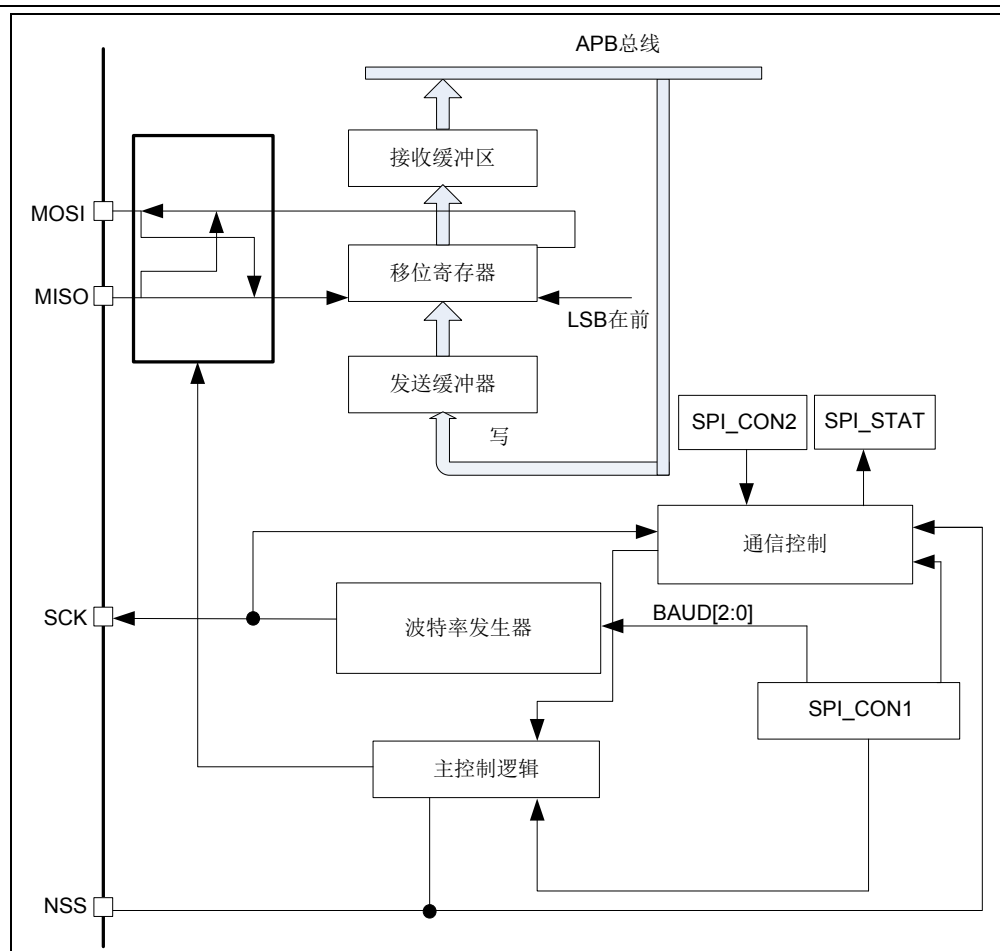 APB总线
接收缓冲区
MOSI
移位寄存器
MISO
LSB在前
发送缓冲器
写
SPI_CON2
SPI_STAT
通信控制
SCK
波特率发生器
BAUD[2:0]
SPI_CON1
主控制逻辑
NSS